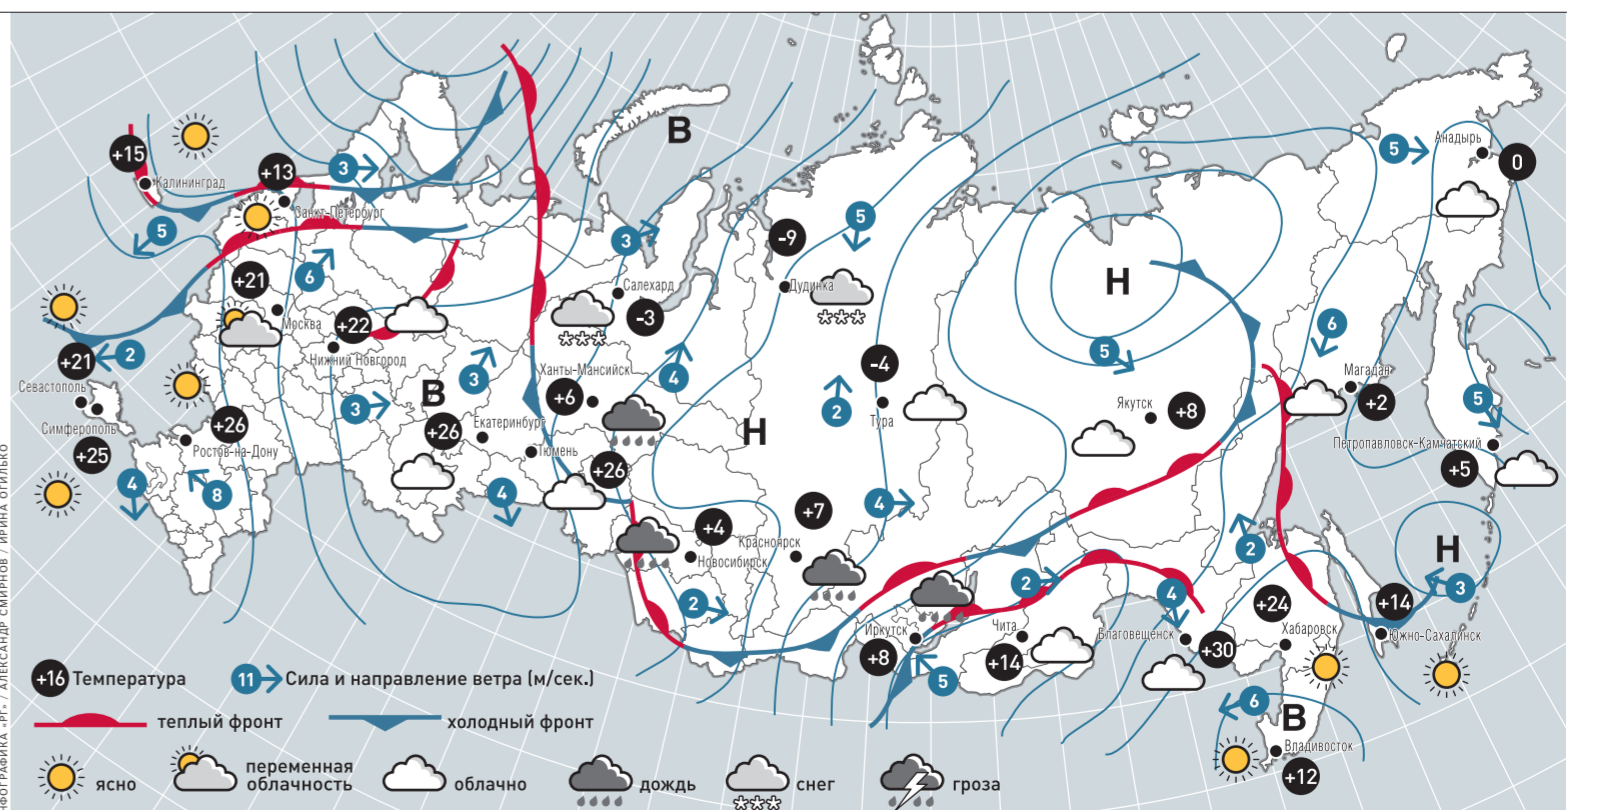 В
+15
Калининград
+13
3
Санкт-Петербург
5
5
Анадырь
0
-9
5
3
6
+21
Москва
+22
Нижний Новгород
Салехард
-3
Дудинка
Н
+21
2
Севастополь
Симферополь
+25
+26
Ростов-на-Дону
3
3
В
+26
Екатеринбург
Тюмень
Ханты-Мансийск
+6
4
-4
2
Тура
5
6
Магадан
+2
Якутск
+8
5
Петропавловск-Камчатский
+5
Н
4
8
4
+26
+4
Новосибирск
+7
Красноярск
4
2
2
Н
3
2
4
+24
+14
Иркутск
+8
Чита
+14
Благовещенск
+30
Хабаровск
Южно-Сахалинск
5
6
В
Владивосток
+12
+16 Температура
11 Сила и направление ветра (м/сек.)
теплый фронт
холодный фронт
ясно
переменная
облачность
облачно
дождь
снег
гроза
НФОГРАФИКА «РГ» / АЛЕКСАНДР СМИРНОВ / ИРИНА ОГИЛЬКО